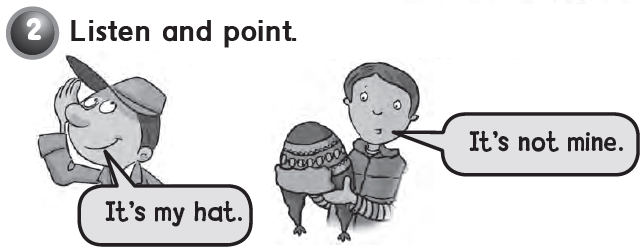 2 Listen and point.
It's my hat.
It's not mine.